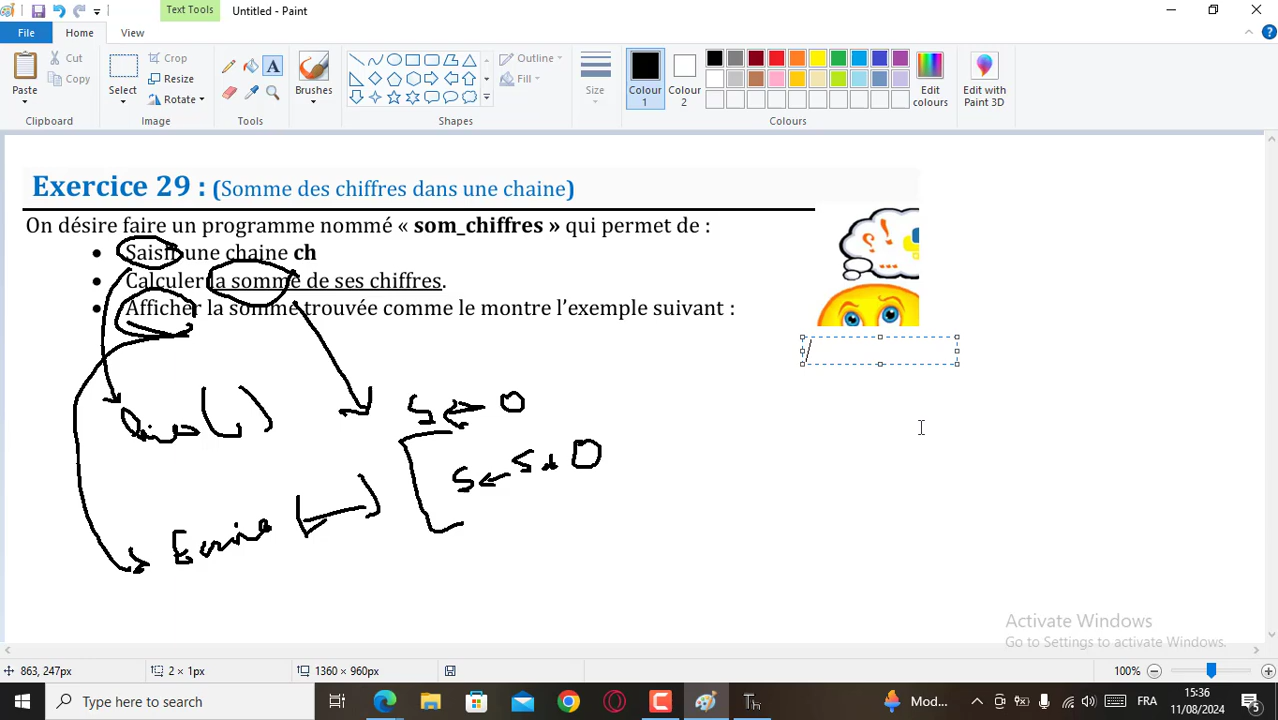 Text Tools
Untitled - Paint
File
Home
View
Paste
Cut
Copy
Clipboard
Select
Crop
Resize
Rotate
Image
A
Tools
Brushes
Outline
Fill
Shapes
Size
Colour 1
Colour 2
Edit colours
Colours
Edit with Paint 3D
Exercice 29 : (Somme des chiffres dans une chaine)
On désire faire un programme nommé « som_chiffres » qui permet de :
• Saisir une chaine ch
• Calculer la somme de ses chiffres.
• Afficher la somme trouvée comme le montre l’exemple suivant :
? ! ...
( )
S ← 0
S ← S +
Ecrire ( )
Activate Windows
Go to Settings to activate Windows.
863, 247px
2 × 1px
1360 × 960px
100%
Type here to search
Th
Mod...
FRA
15:36
11/08/2024
5